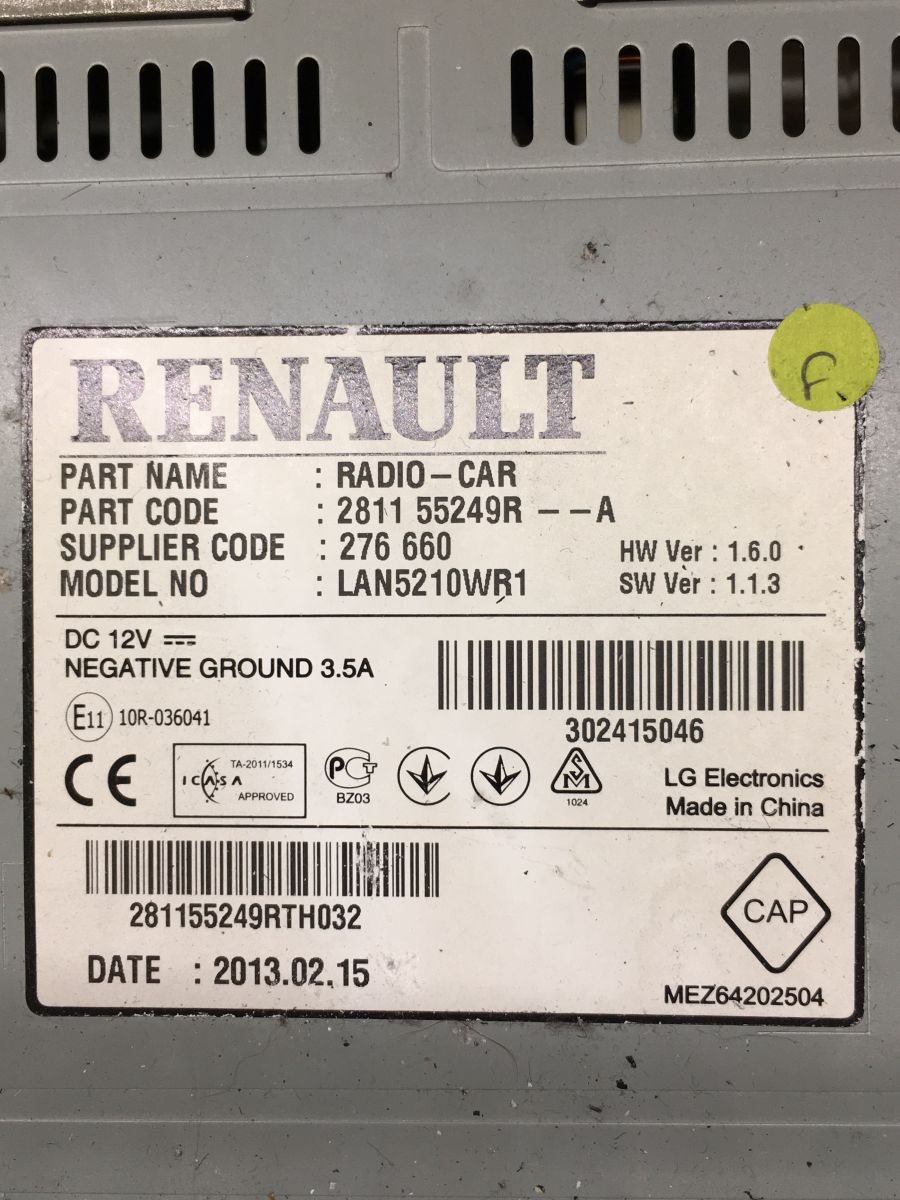 F
RENAULT
PART NAME : RADIO-CAR
PART CODE : 2811 55249R --A
SUPPLIER CODE : 276 660
HW Ver : 1.6.0
MODEL NO : LAN5210WR1
SW Ver : 1.1.3
DC 12V
NEGATIVE GROUND 3.5A
302415046
E11 10R-036041
CE
TA-2011/1534
ICASA
APPROVED
PCT
BZ03
SM
1024
LG Electronics
Made in China
281155249RTH032
CAP
DATE : 2013.02.15
MEZ64202504